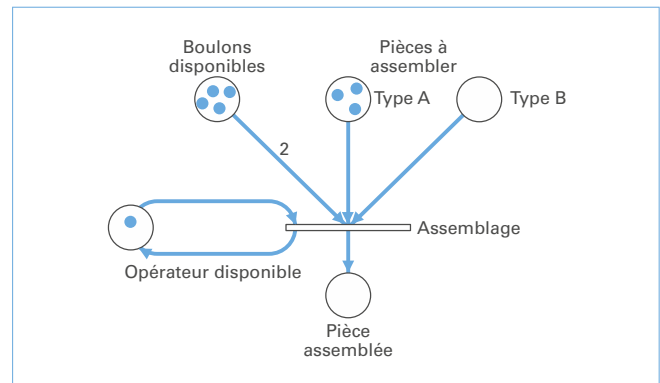 Boulons
disponibles
Pièces à
assembler
Type A
Type B
2
Assemblage
Opérateur disponible
Pièce
assemblée